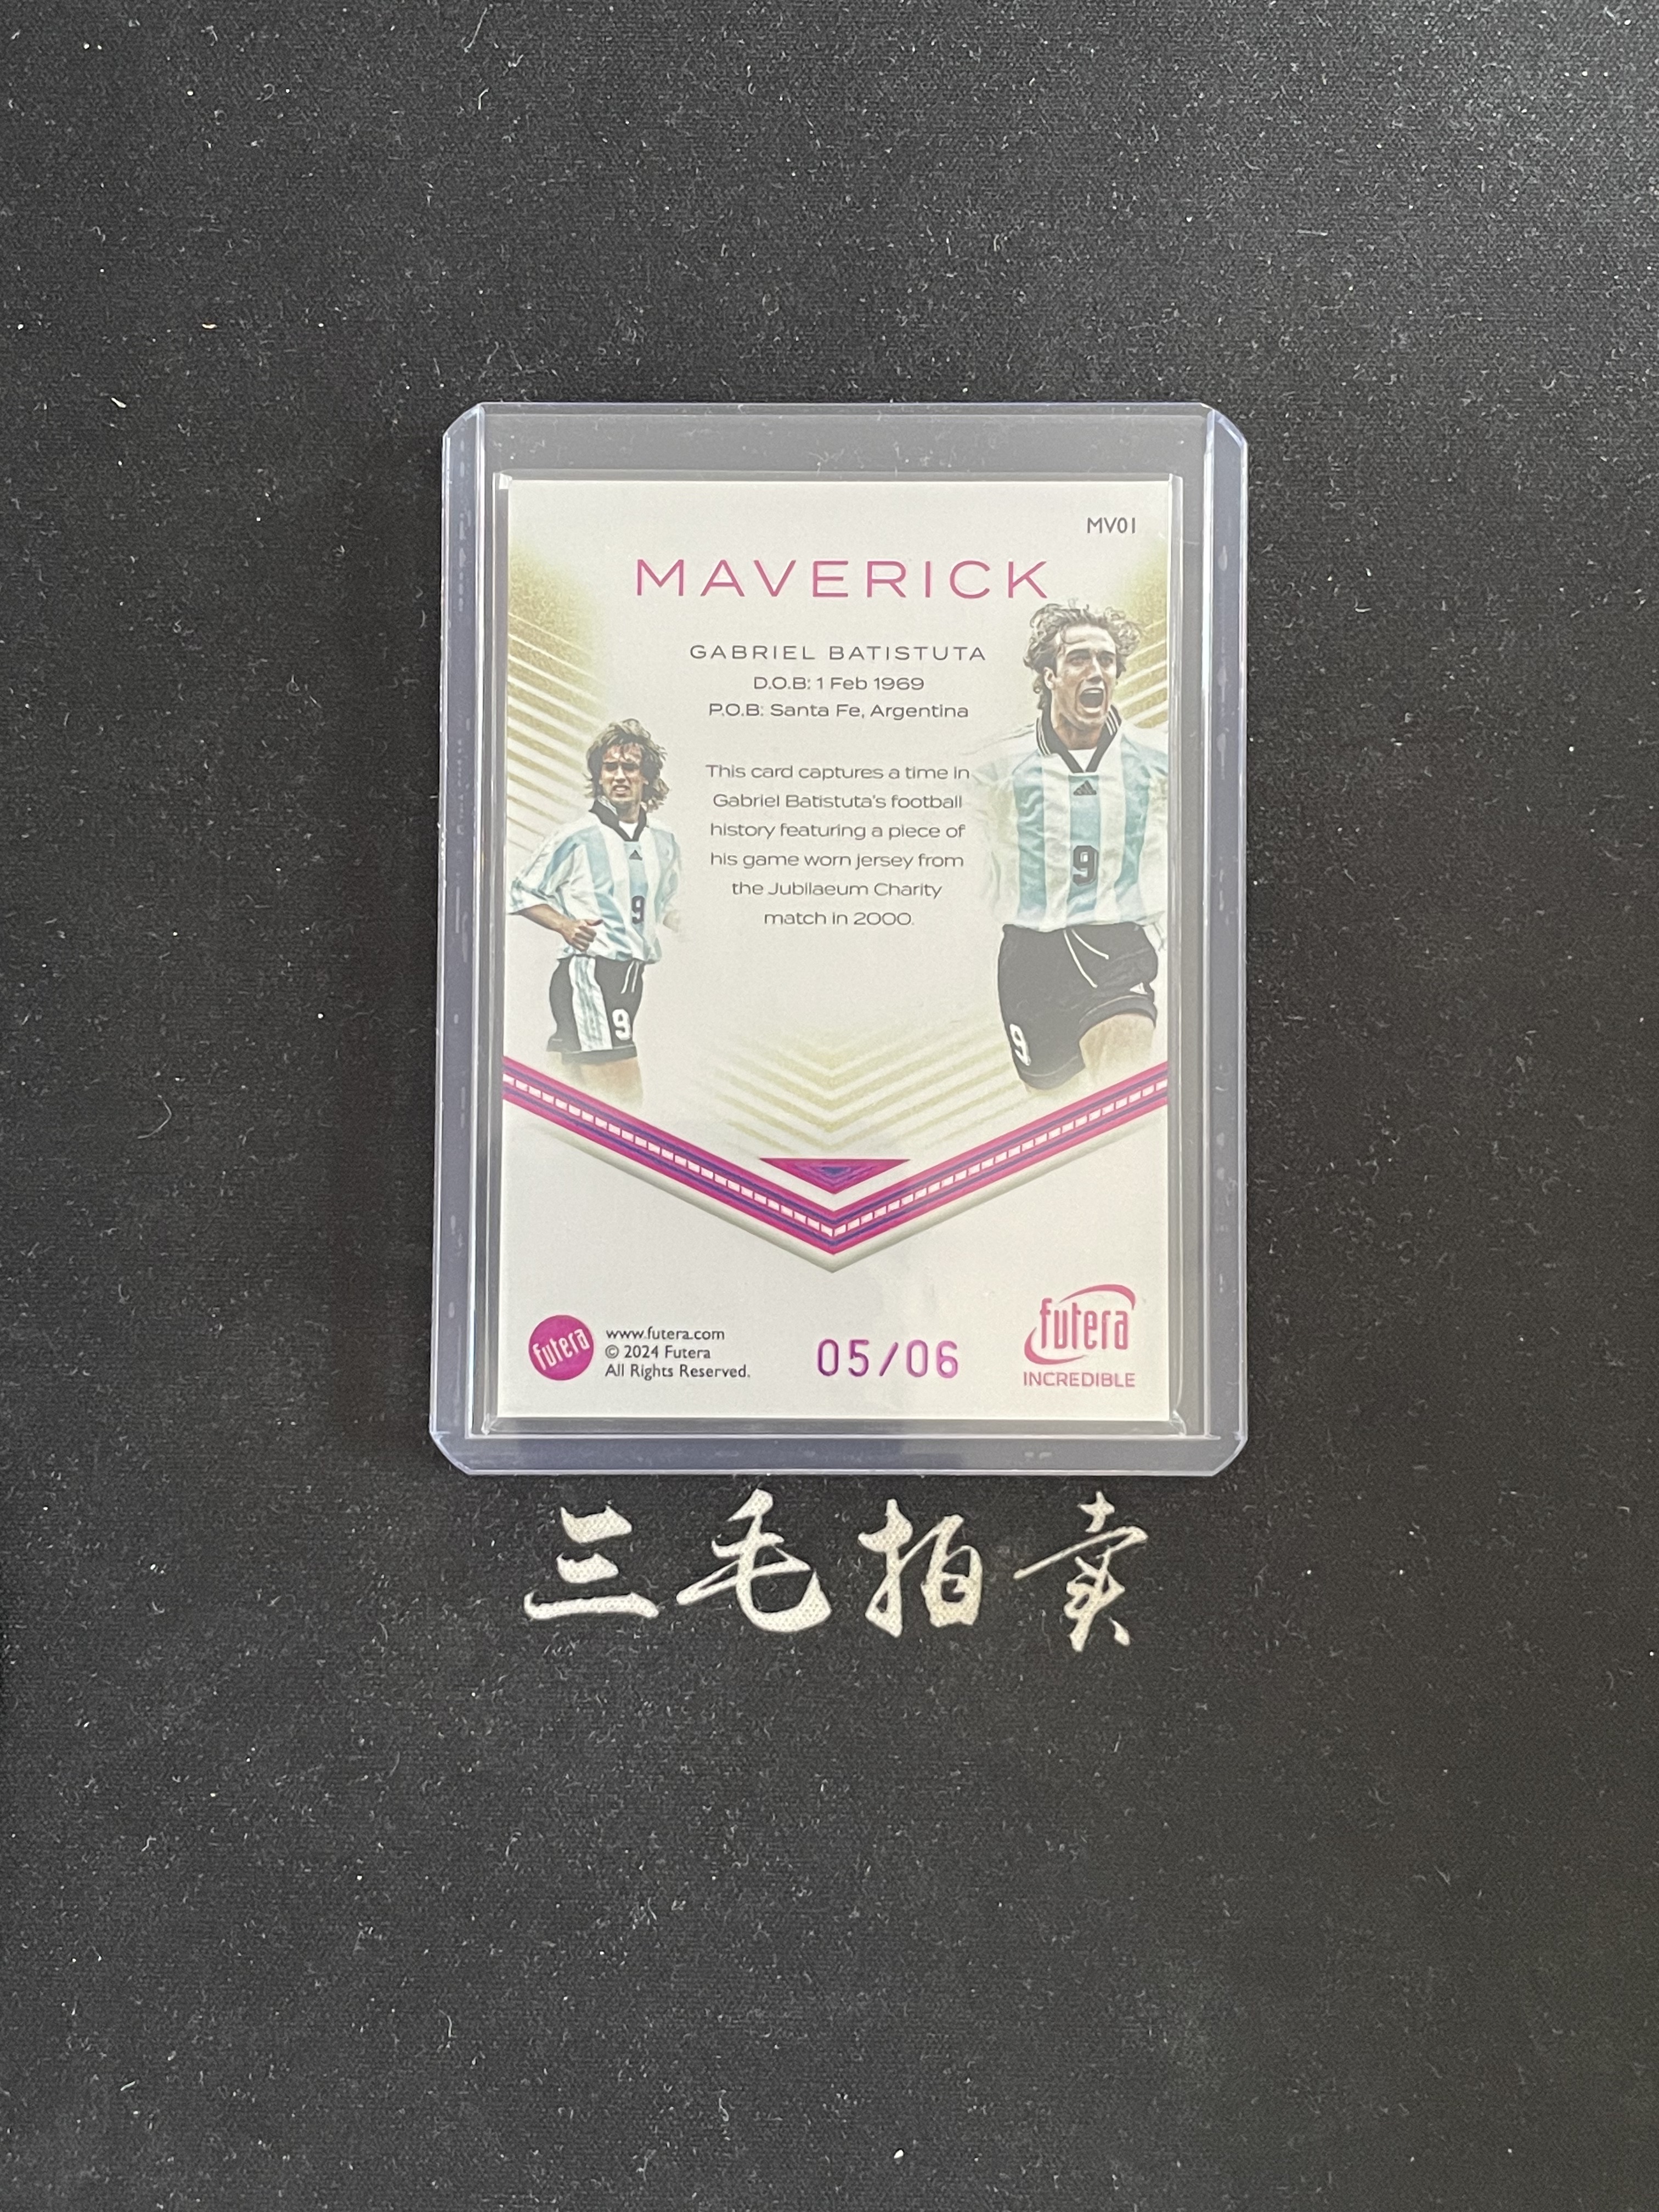 MV01
MAVERICK
GABRIEL BATISTUTA
D.O.B: 1 Feb 1969
P.O.B: Santa Fe, Argentina
This card captures a time in
Gabriel Batistuta's football
history featuring a piece of
his game worn jersey from
the Jubilaeum Charity
match in 2000.
9
9
9
9
futera
www.futera.com
© 2024 Futera
All Rights Reserved.
05/06
futera
INCREDIBLE
三毛拍卖